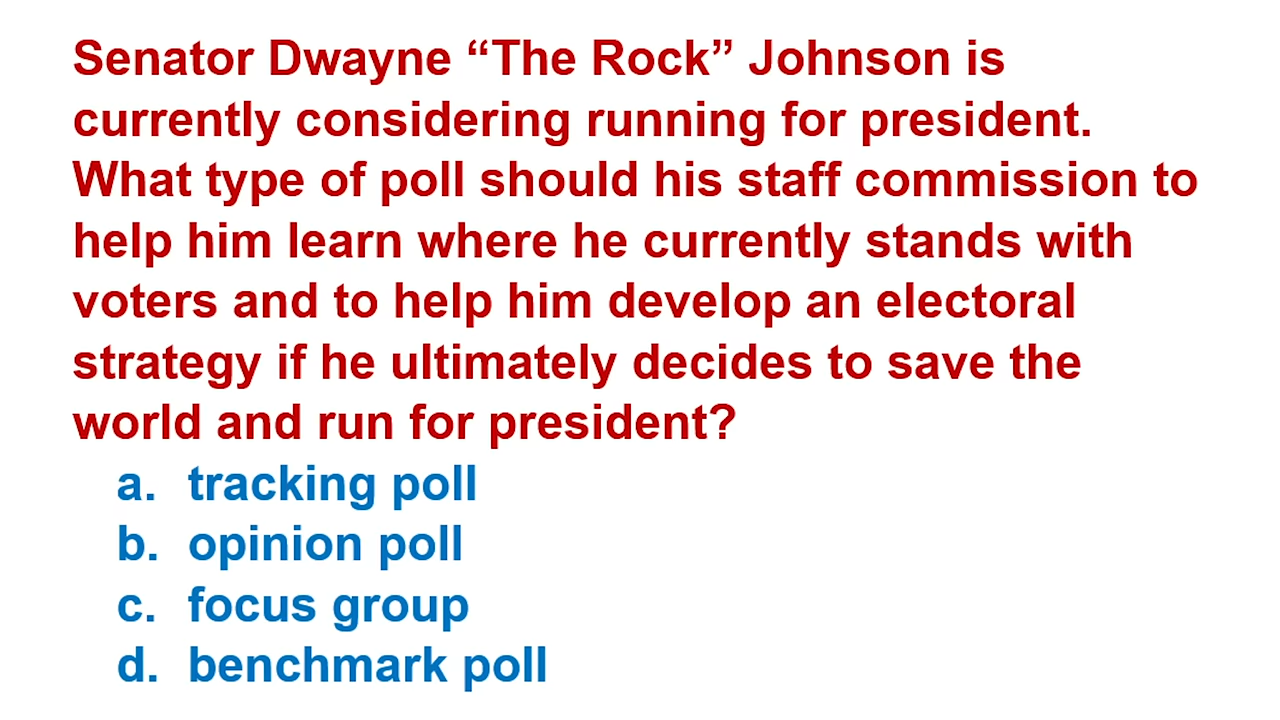 Senator Dwayne “The Rock” Johnson is
currently considering running for president.
What type of poll should his staff commission to
help him learn where he currently stands with
voters and to help him develop an electoral
strategy if he ultimately decides to save the
world and run for president?
a. tracking poll
b. opinion poll
c. focus group
d. benchmark poll